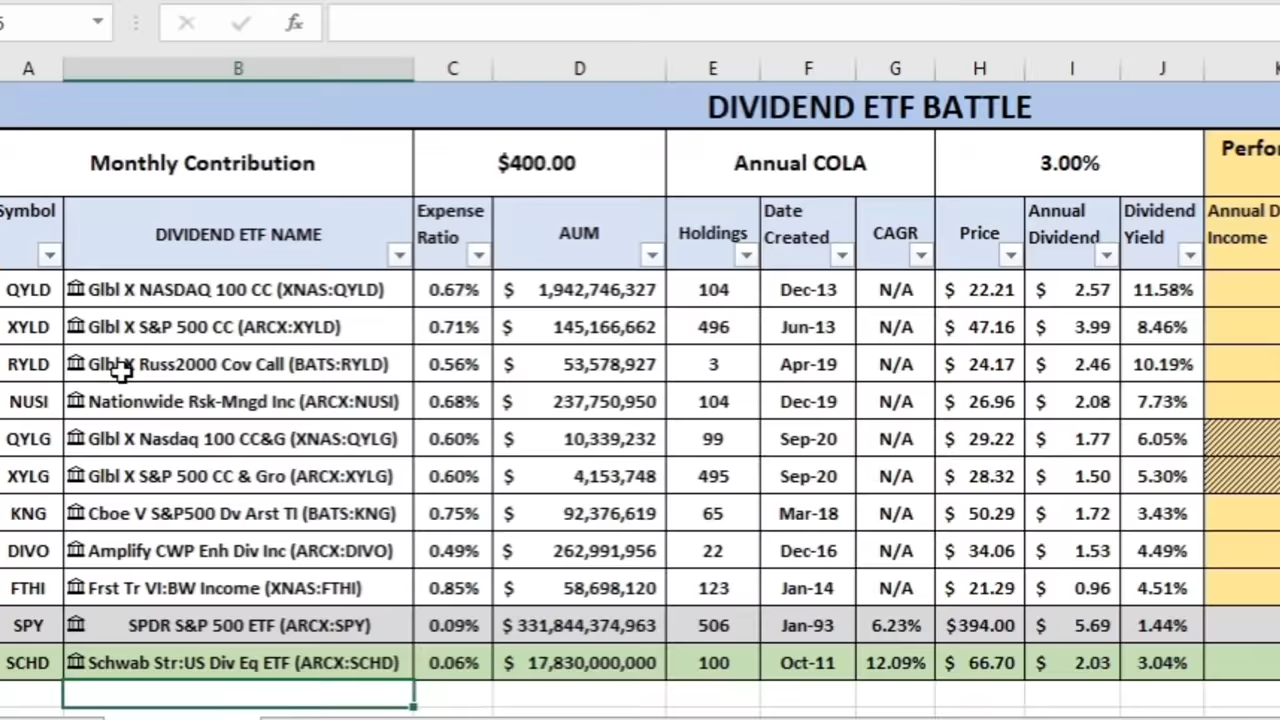 fx
A B C D E F G H I J
DIVIDEND ETF BATTLE
Monthly Contribution $400.00 Annual COLA 3.00%
Symbol DIVIDEND ETF NAME Expense Ratio AUM Holdings Date Created CAGR Price Annual Dividend Dividend Yield Income
QYLD Glbl X NASDAQ 100 CC (XNAS:QYLD) 0.67% $ 1,942,746,327 104 Dec-13 N/A $ 22.21 $ 2.57 11.58%
XYLD Glbl X S&P 500 CC (ARCX:XYLD) 0.71% $ 145,166,662 496 Jun-13 N/A $ 47.16 $ 3.99 8.46%
RYLD Glbl X Russ2000 Cov Call (BATS:RYLD) 0.56% $ 53,578,927 3 Apr-19 N/A $ 24.17 $ 2.46 10.19%
NUSI Nationwide Rsk-Mngd Inc (ARCX:NUSI) 0.68% $ 237,750,950 104 Dec-19 N/A $ 26.96 $ 2.08 7.73%
QYLG Glbl X Nasdaq 100 CC&G (XNAS:QYLG) 0.60% $ 10,339,232 99 Sep-20 N/A $ 29.22 $ 1.77 6.05%
XYLG Glbl X S&P 500 CC & Gro (ARCX:XYLG) 0.60% $ 4,153,748 495 Sep-20 N/A $ 28.32 $ 1.50 5.30%
KNG Cboe V S&P500 Dv Arst TI (BATS:KNG) 0.75% $ 92,376,619 65 Mar-18 N/A $ 50.29 $ 1.72 3.43%
DIVO Amplify CWP Enh Div Inc (ARCX:DIVO) 0.49% $ 262,991,956 22 Dec-16 N/A $ 34.06 $ 1.53 4.49%
FTHI Frst Tr VI:BW Income (XNAS:FTHI) 0.85% $ 58,698,120 123 Jan-14 N/A $ 21.29 $ 0.96 4.51%
SPY SPDR S&P 500 ETF (ARCX:SPY) 0.09% $ 331,844,374,963 506 Jan-93 6.23% $394.00 $ 5.69 1.44%
SCHD Schwab Str:US Div Eq ETF (ARCX:SCHD) 0.06% $ 17,830,000,000 100 Oct-11 12.09% $ 66.70 $ 2.03 3.04%